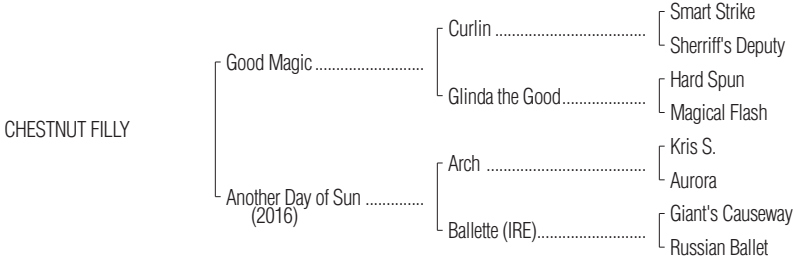 Smart Strike
Curlin ....................................
Sherriff's Deputy
Good Magic ..........................
Hard Spun
Glinda the Good....................
Magical Flash
CHESTNUT FILLY
Kris S.
Arch ......................................
Aurora
Another Day of Sun ..............
(2016)
Giant's Causeway
Ballette (IRE)..........................
Russian Ballet